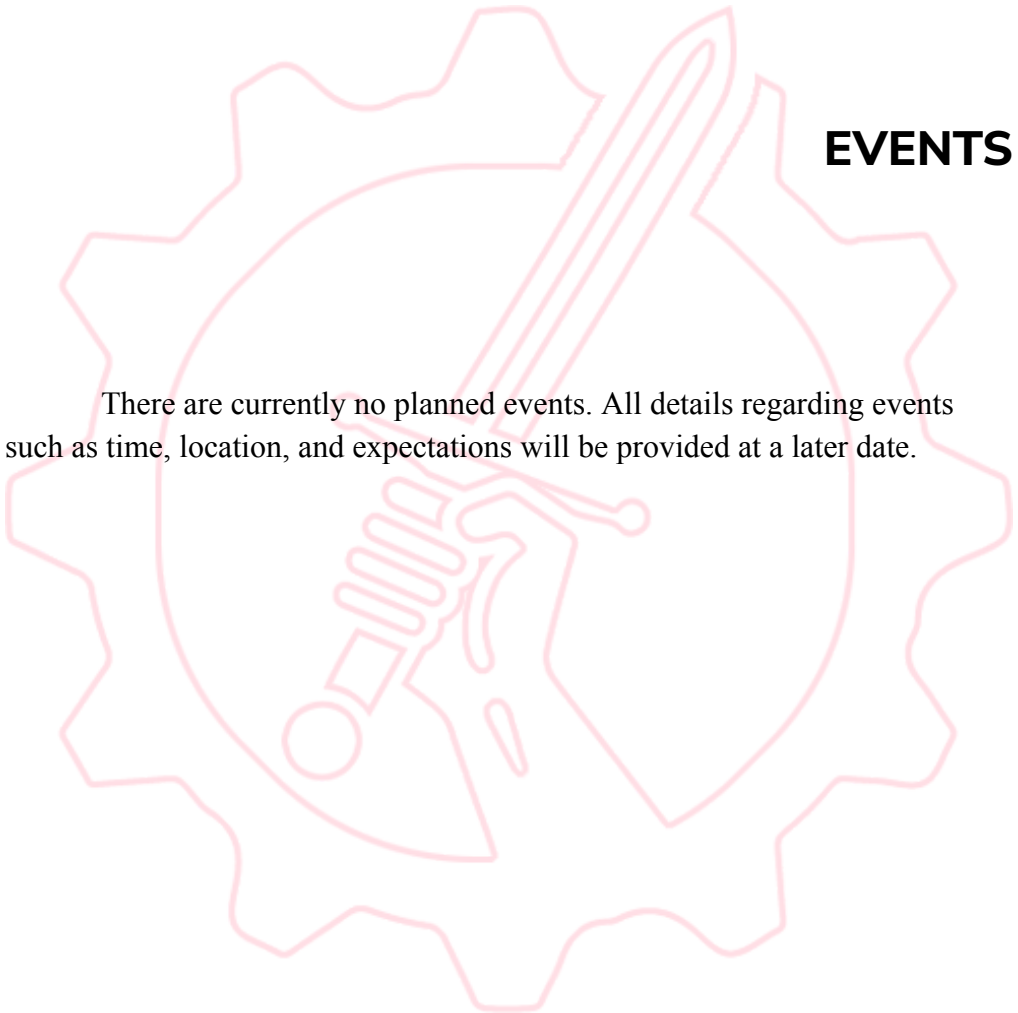 EVENTS
There are currently no planned events. All details regarding events
such as time, location, and expectations will be provided at a later date.